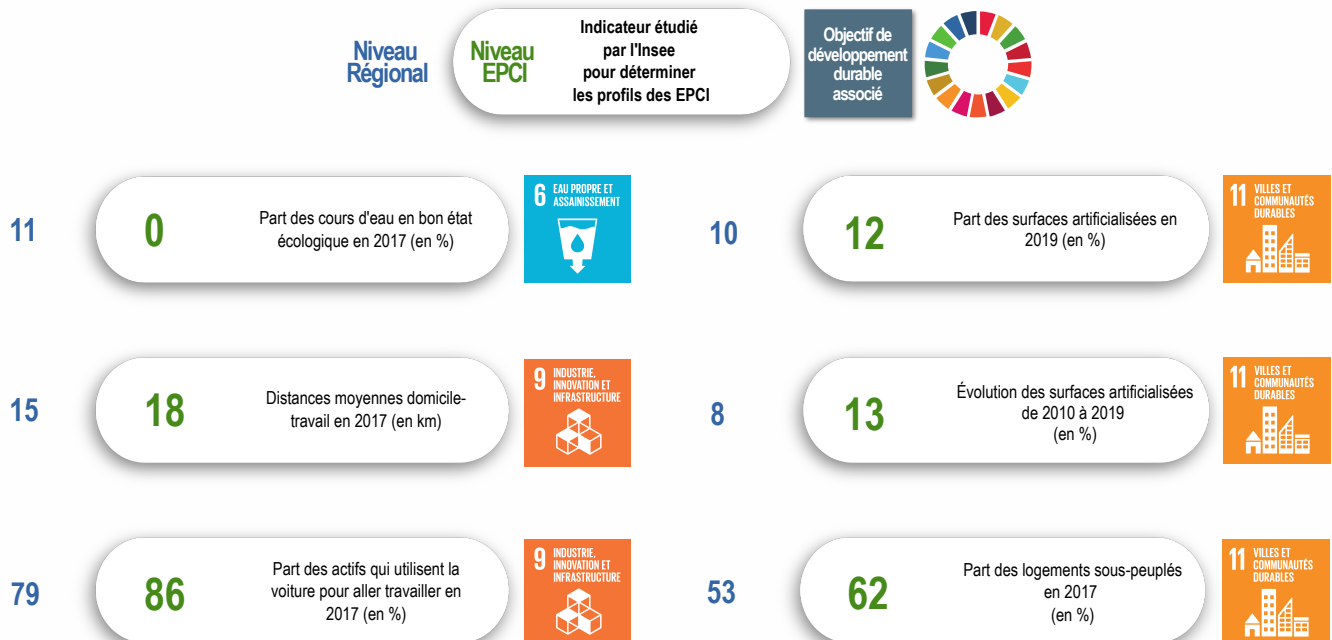 Niveau
Régional
Niveau
EPCI
Indicateur étudié
par l'Insee
pour déterminer
les profils des EPCI
Objectif de
développement
durable
associé
11
0
Part des cours d'eau en bon état
écologique en 2017 (en %)
6 EAU PROPRE ET
ASSAINISSEMENT
10
12
Part des surfaces artificialisées en
2019 (en %)
11 VILLES ET
COMMUNAUTÉS
DURABLES
15
18
Distances moyennes domicile-
travail en 2017 (en km)
9 INDUSTRIE,
INNOVATION ET
INFRASTRUCTURE
8
13
Évolution des surfaces artificialisées
de 2010 à 2019
(en %)
11 VILLES ET
COMMUNAUTÉS
DURABLES
79
86
Part des actifs qui utilisent la
voiture pour aller travailler en
2017 (en %)
9 INDUSTRIE,
INNOVATION ET
INFRASTRUCTURE
53
62
Part des logements sous-peuplés
en 2017
(en %)
11 VILLES ET
COMMUNAUTÉS
DURABLES